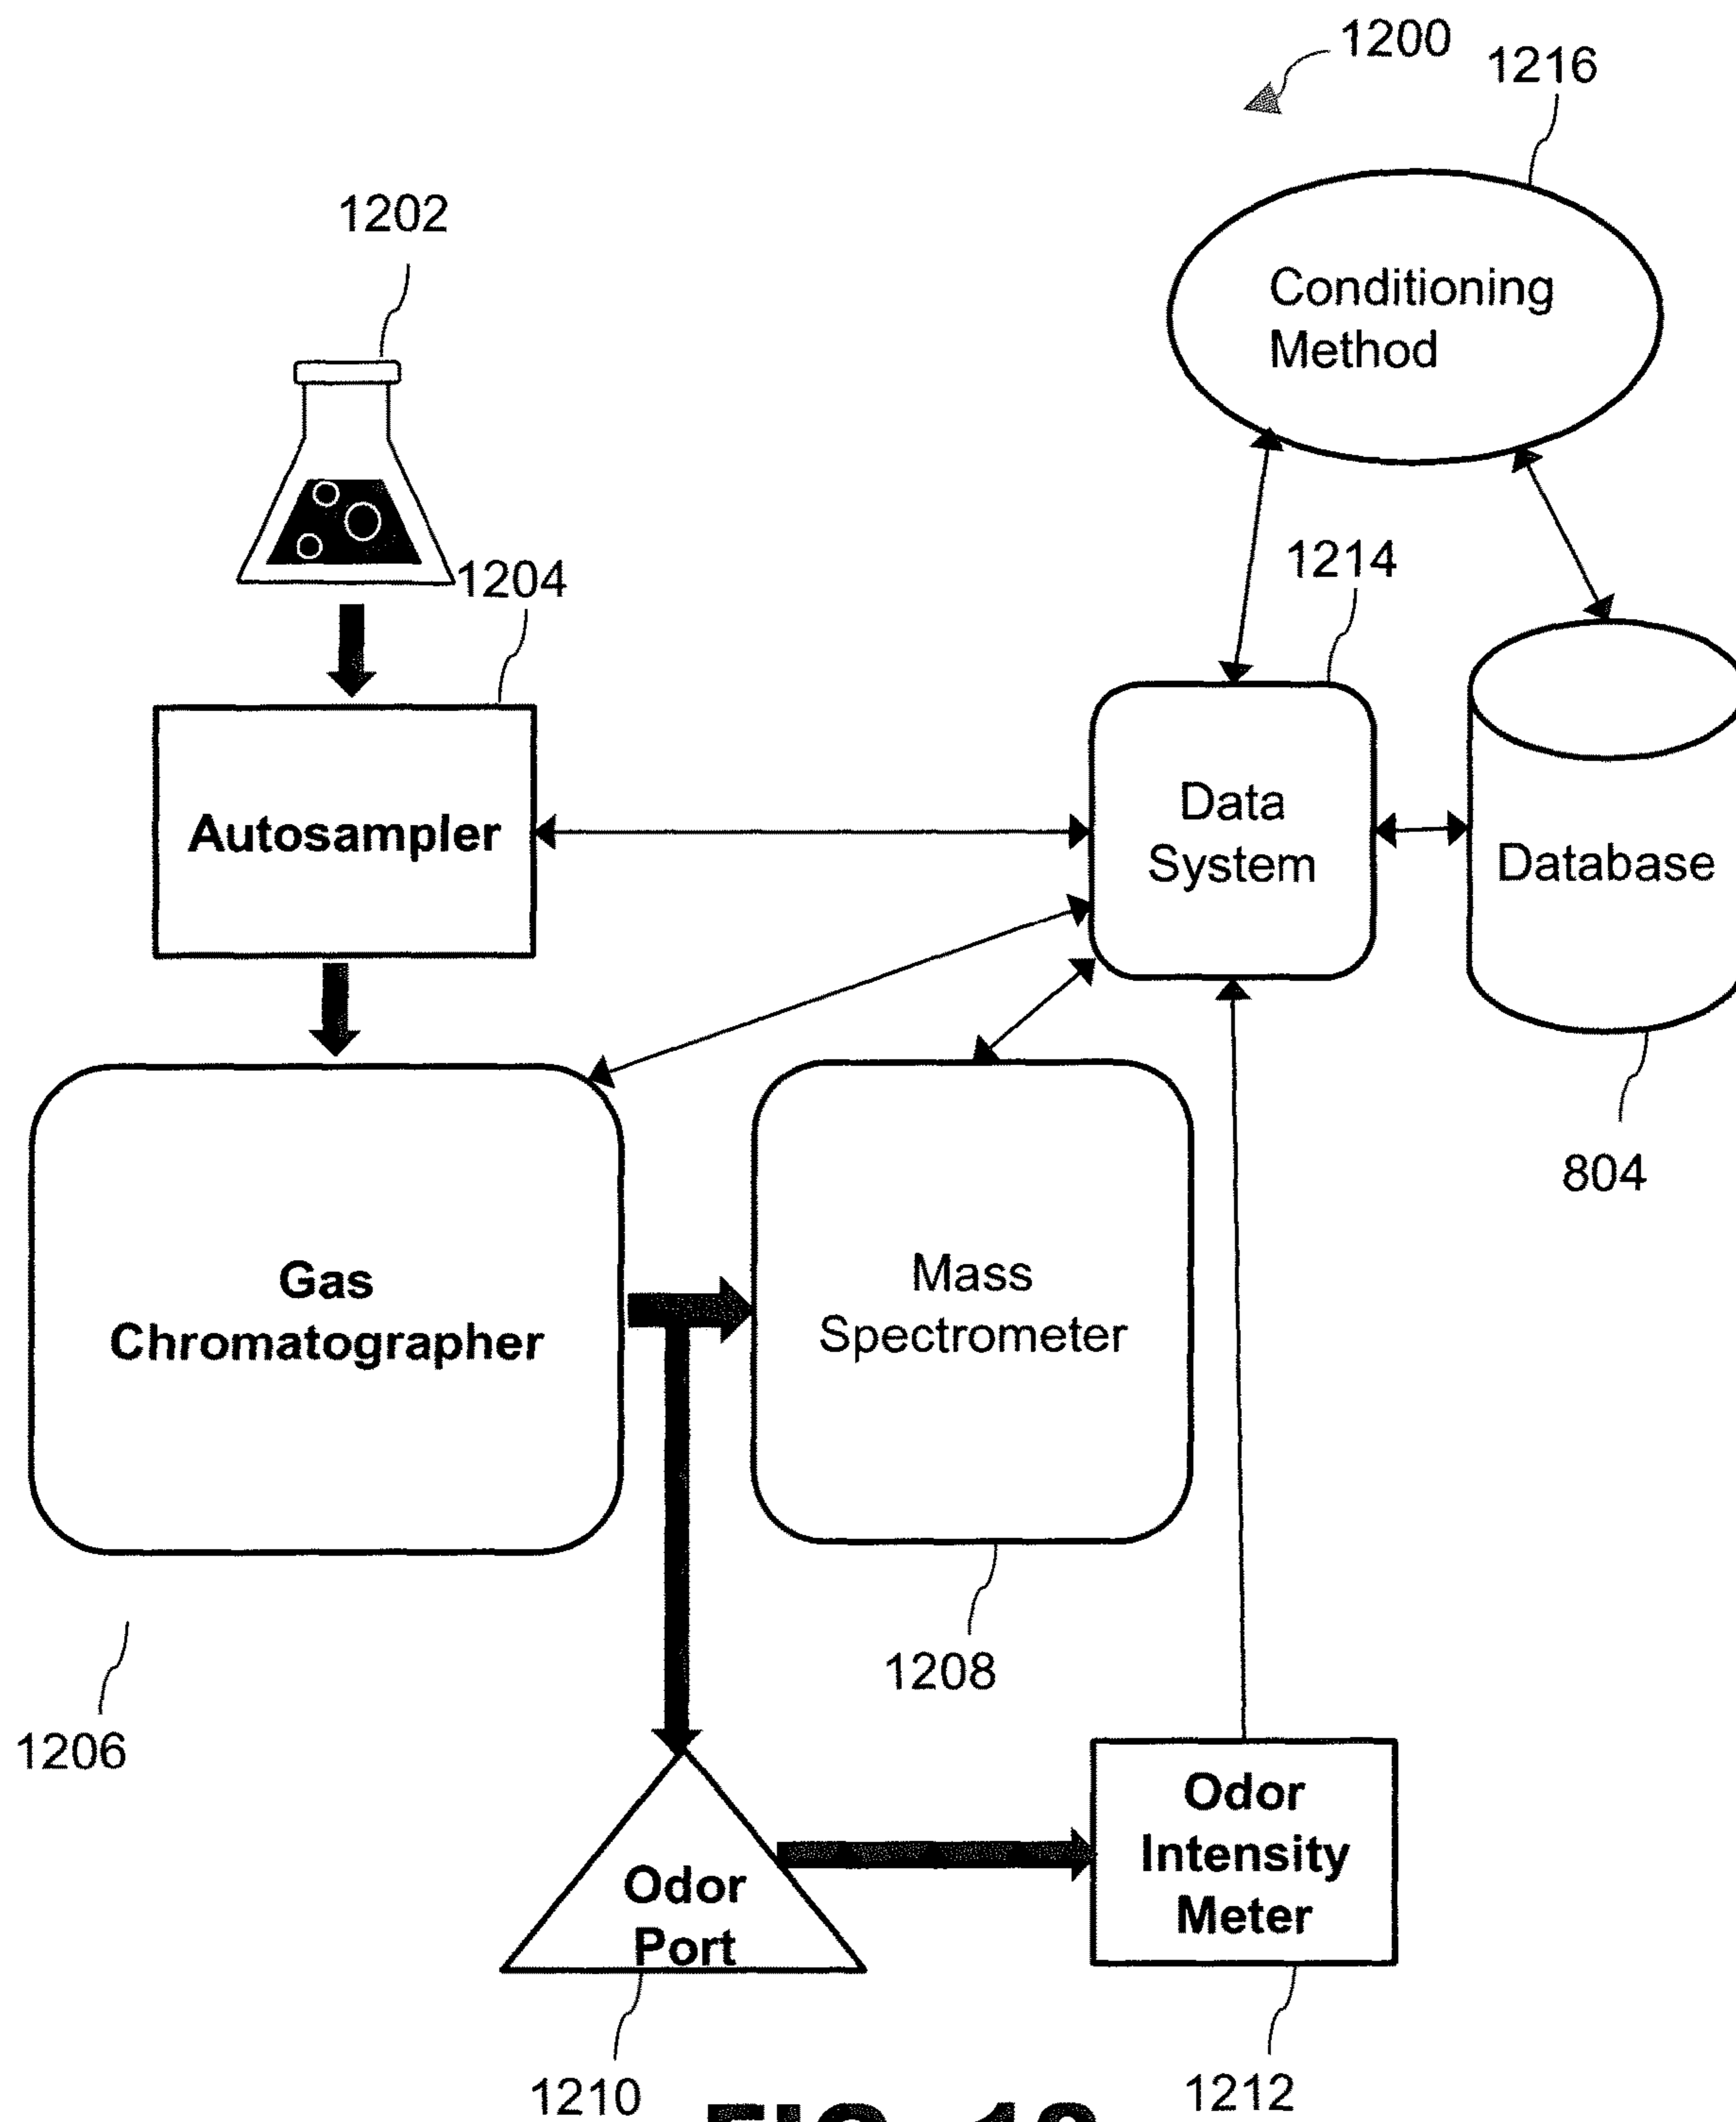 1200
1216
1202
Conditioning
Method
1204
1214
Autosampler
Data
System
Database
804
Gas
Chromatographer
Mass
Spectrometer
1208
1206
Odor
Port
Odor
Intensity
Meter
1210
1212